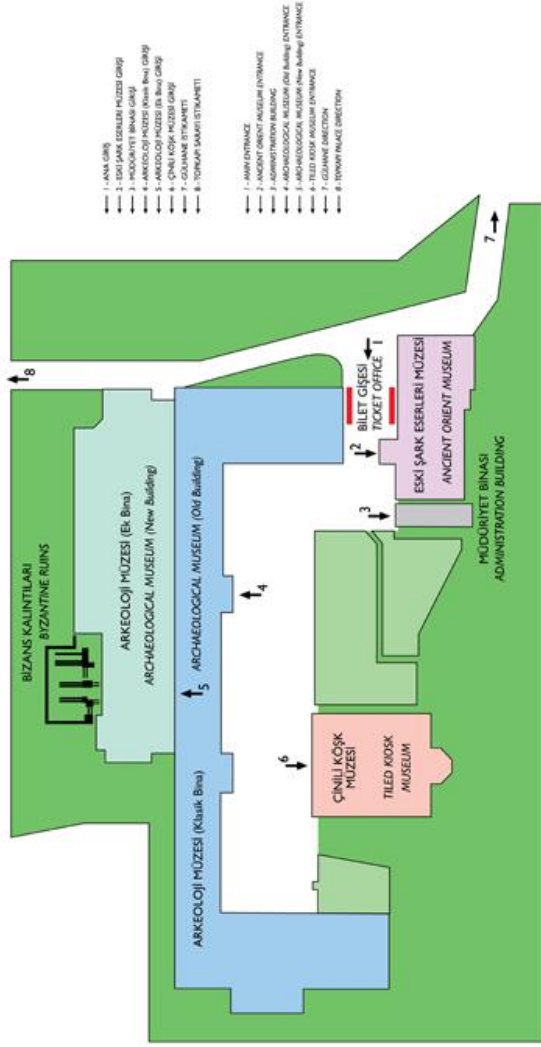 1 - ANA GİRİŞ
2 - ESKİ ŞARK ESERLERİ MÜZESİ GİRİŞİ
3 - MÜDÜRİYET BİNASI GİRİŞİ
4 - ARKEOLOJİ MÜZESİ (Klasik Bina) GİRİŞİ
5 - ARKEOLOJİ MÜZESİ (Ek Bina) GİRİŞİ
6 - ÇİNİLİ KÖŞK MÜZESİ GİRİŞİ
7 - GÜLHANE İSTİKAMETİ
8 - TOPKAPI SARAYI İSTİKAMETİ
1 - MAIN ENTRANCE
2 - ANCIENT ORIENT MUSEUM ENTRANCE
3 - ADMINISTRATION BUILDING
4 - ARCHAEOLOGICAL MUSEUM (Old Building) ENTRANCE
5 - ARCHAEOLOGICAL MUSEUM (New Building) ENTRANCE
6 - TILED KIOSK MUSEUM ENTRANCE
7 - GÜLHANE DIRECTION
8 - TOPKAPI PALACE DIRECTION
8
BİZANS KALINTILARI
BYZANTINE RUINS
ARKEOLOJİ MÜZESİ (Ek Bina)
ARCHAEOLOGICAL MUSEUM (New Building)
ARKEOLOJİ MÜZESİ (Klasik Bina)
ARCHAEOLOGICAL MUSEUM (Old Building)
5
4
6
ÇİNİLİ KÖŞK
MÜZESİ
TILED KIOSK
MUSEUM
BİLET GİŞESİ
TICKET OFFICE
1
2
3
ESKİ ŞARK ESERLERİ MÜZESİ
ANCIENT ORIENT MUSEUM
MÜDÜRİYET BİNASI
ADMINISTRATION BUILDING
7